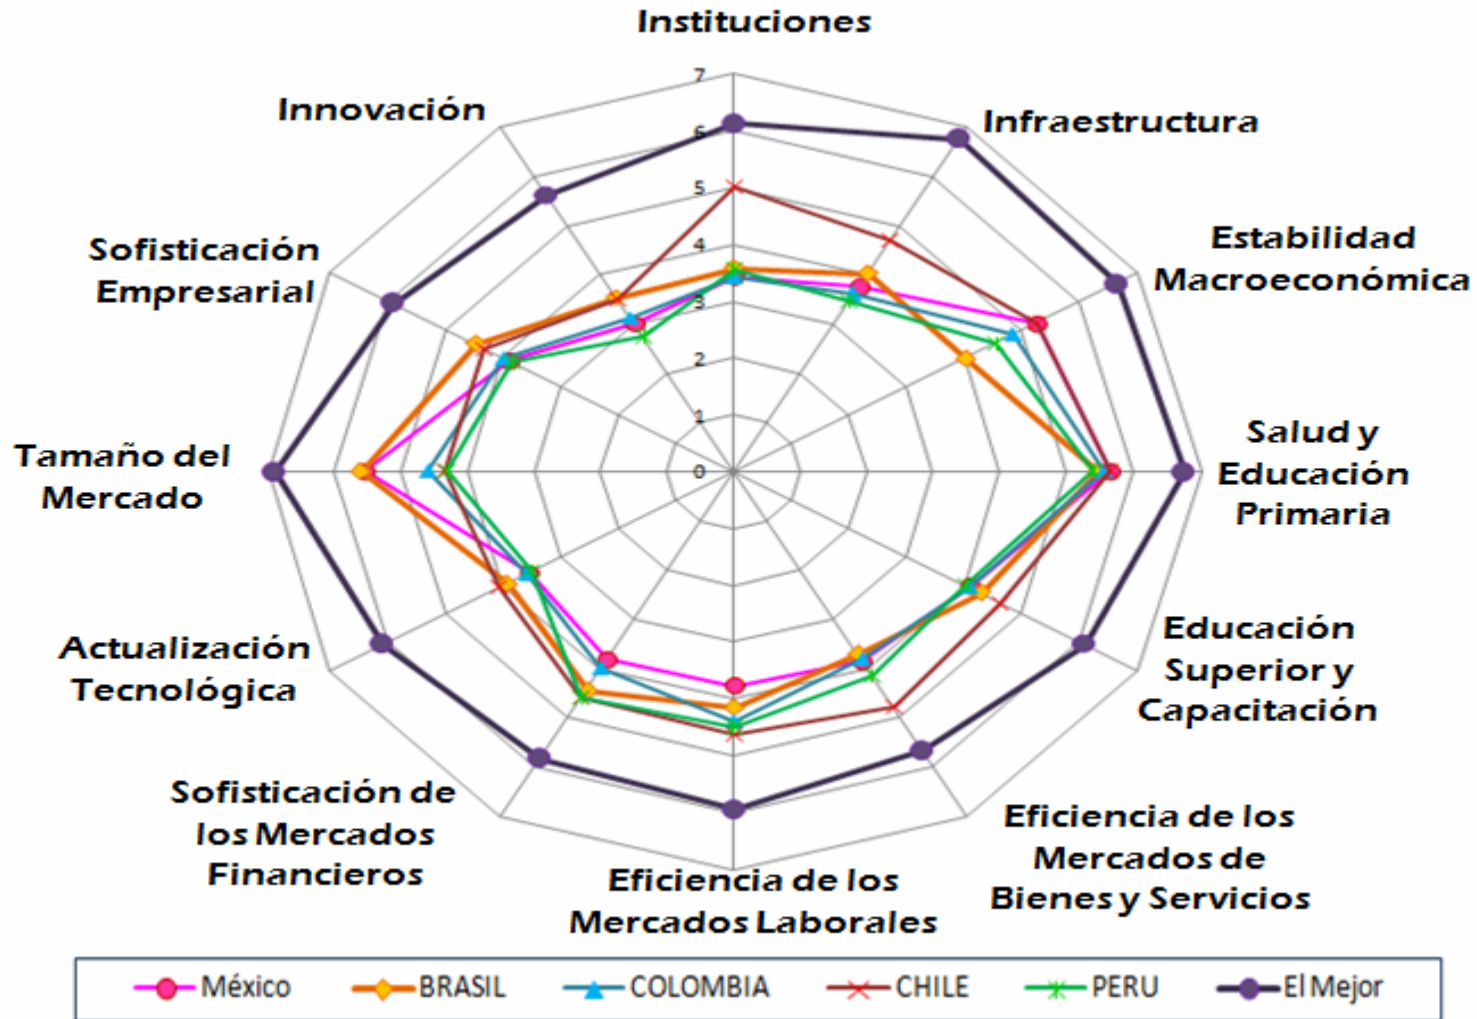 Instituciones
Innovación
Infraestructura
Sofisticación
Empresarial
Estabilidad
Macroeconómica
7
6
5
4
3
2
1
0
Tamaño del
Mercado
Salud y
Educación
Primaria
Actualización
Tecnológica
Educación
Superior y
Capacitación
Sofisticación de
los Mercados
Financieros
Eficiencia de los
Mercados Laborales
Eficiencia de los
Mercados de
Bienes y Servicios
México BRASIL COLOMBIA CHILE PERU El Mejor